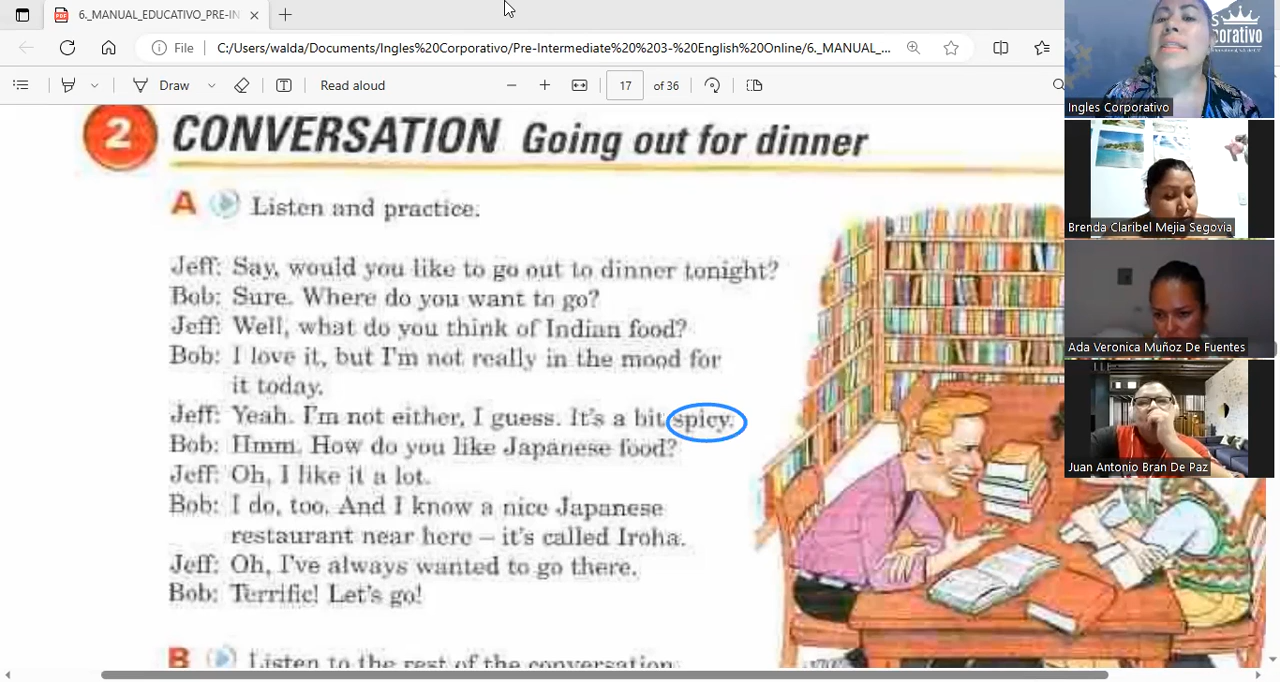 6._MANUAL_EDUCATIVO_PRE-IN
File
C:/Users/walda/Documents/Ingles%20Corporativo/Pre-Intermediate%20%203-%20English%20Online/6._MANUAL_...
Draw
Read aloud
17
of 36
2 CONVERSATION Going out for dinner
A Listen and practice.
Jeff: Say, would you like to go out to dinner tonight?
Bob: Sure. Where do you want to go?
Jeff: Well, what do you think of Indian food?
Bob: I love it, but I'm not really in the mood for
it today.
Jeff: Yeah. I'm not either, I guess. It's a bit spicy.
Bob: Hmm. How do you like Japanese food?
Jeff: Oh, I like it a lot.
Bob: I do, too. And I know a nice Japanese
restaurant near here – it's called Iroha.
Jeff: Oh, I've always wanted to go there.
Bob: Terrific! Let's go!
B Listen to the rest of the conversation.
Ingles Corporativo
Brenda Claribel Mejia Segovia
Ada Veronica Muñoz De Fuentes
Juan Antonio Bran De Paz